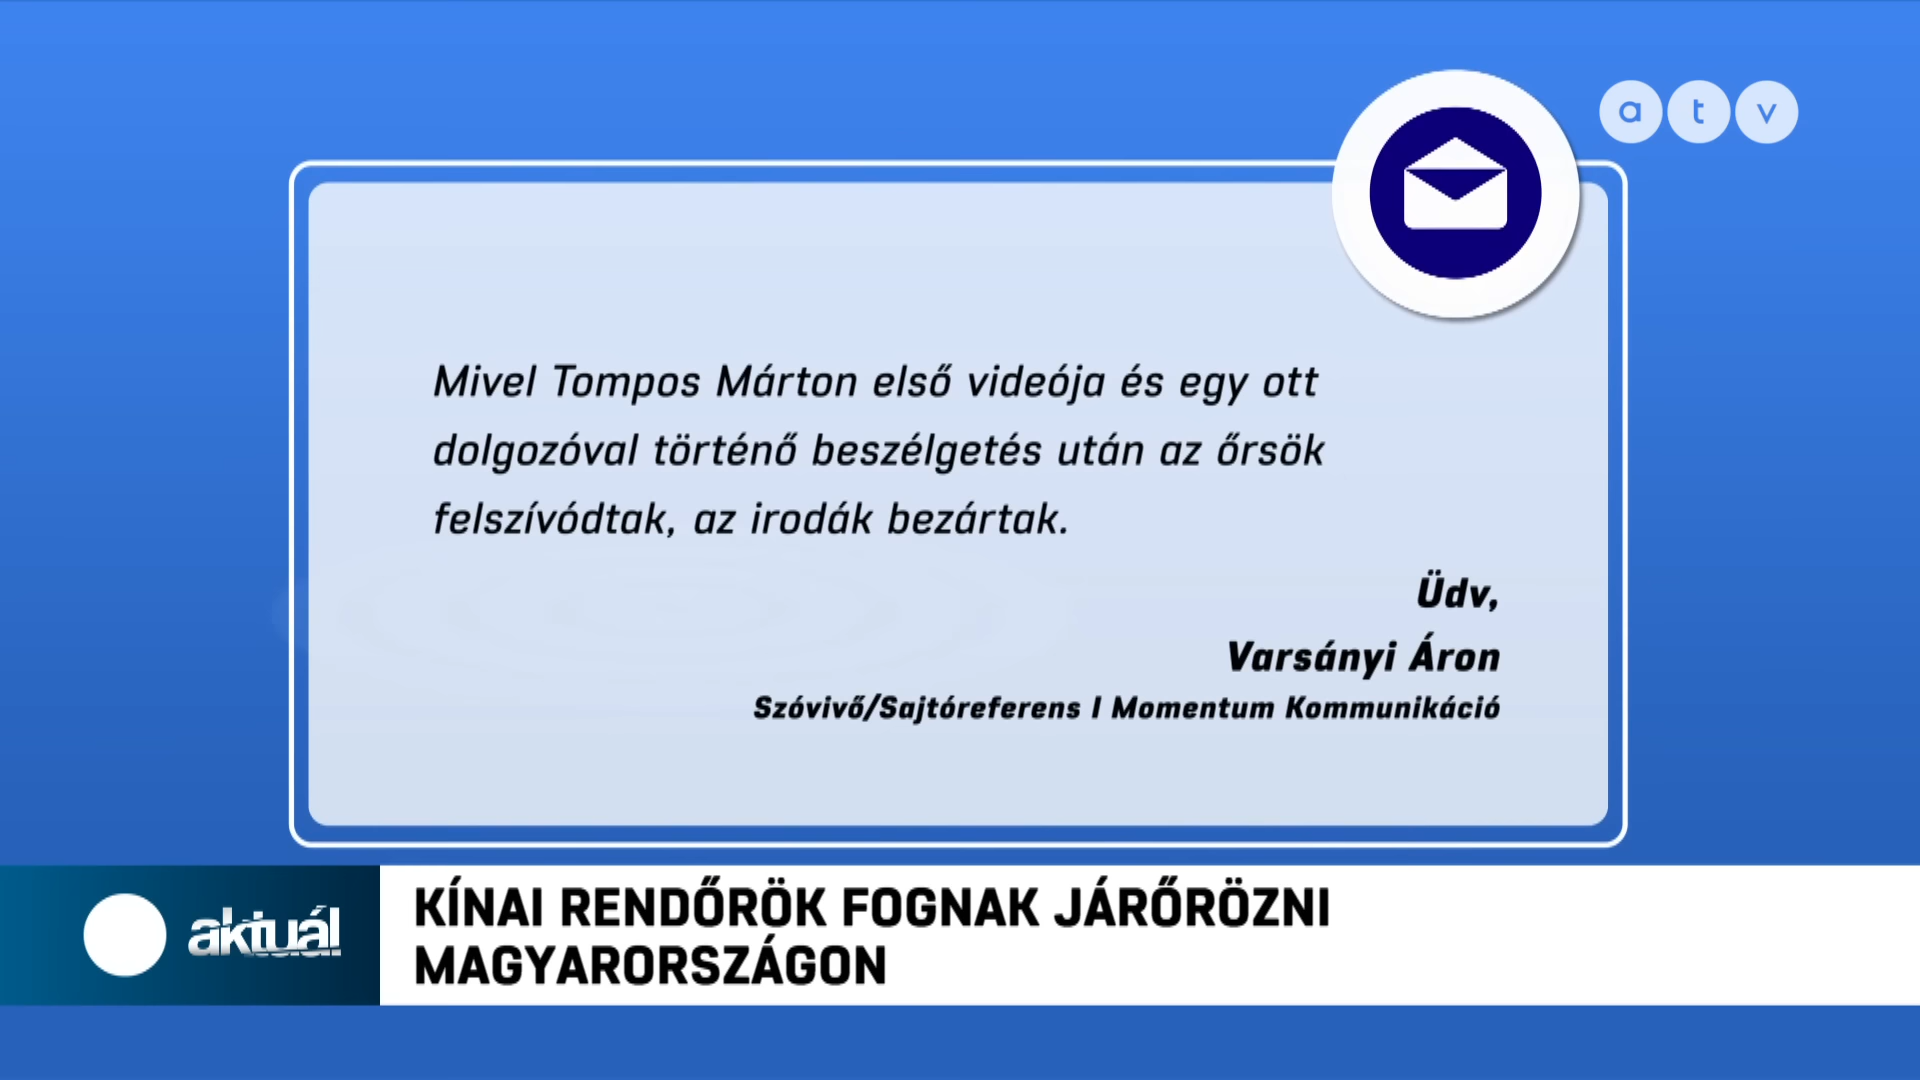 a t v
Mivel Tompos Márton első videója és egy ott
dolgozóval történő beszélgetés után az őrsök
felszívódtak, az irodák bezártak.
Üdv,
Varsányi Áron
Szóvivő/Sajtóreferens I Momentum Kommunikáció
aktuál
KÍNAI RENDŐRÖK FOGNAK JÁRŐRÖZNI
MAGYARORSZÁGON